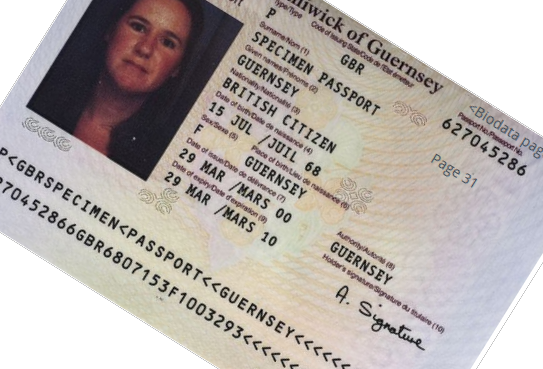 Type/Type
P
Code of issuing State/Code de l'Etat émetteur
GBR
of Guernsey
Surname/Nom (1)
SPECIMEN PASSPORT
Given names/Prénoms (2)
GUERNSEY
Nationality/Nationalité (3)
BRITISH CITIZEN
Date of birth/Date de naissance (4)
15 JUL /JUIL 68
Sex/Sexe (5)
Place of birth/Lieu de naissance (6)
F
GUERNSEY
Date of issue/Date de délivrance (7)
29 MAR /MARS 00
Date of expiry/Date d'expiration (9)
29 MAR /MARS 10
<Biodata pag
Passport No./Passeport No.
627045286
Page 31
Authority/Autorité (8)
GUERNSEY
Holder's signature/Signature du titulaire (10)
A. Signature
P<GBRSPECIMEN<PASSPORT<<GUERNSEY<<<<<<
270452866GBR6807153F1003293<<<<<<